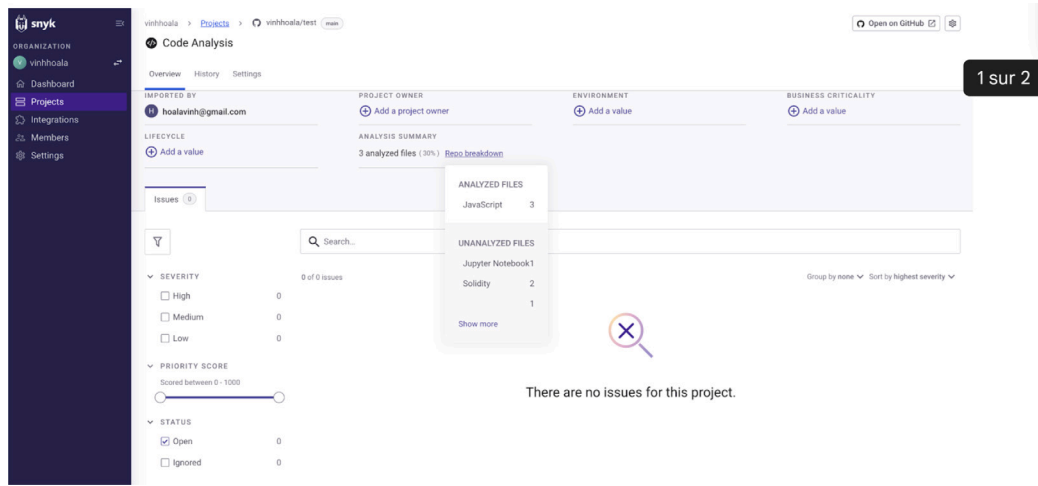 snyk
vinhhoala > Projects > vinhhoala/test main
Open on GitHub
Code Analysis
ORGANIZATION
V vinhhoala
Dashboard
Projects
Integrations
Members
Settings
Overview History Settings
1 sur 2
IMPORTED BY PROJECT OWNER ENVIRONMENT BUSINESS CRITICALITY
H hoalavinh@gmail.com Add a project owner Add a value Add a value
LIFECYCLE ANALYSIS SUMMARY
Add a value 3 analyzed files (30%) Repo breakdown
ANALYZED FILES
JavaScript 3
UNANALYZED FILES
Jupyter Notebook1
Solidity 2
1
Show more
Issues 0
Search...
0 of 0 issues
Group by none Sort by highest severity
SEVERITY
High 0
Medium 0
Low 0
PRIORITY SCORE
Scored between 0 - 1000
STATUS
Open 0
Ignored 0
There are no issues for this project.